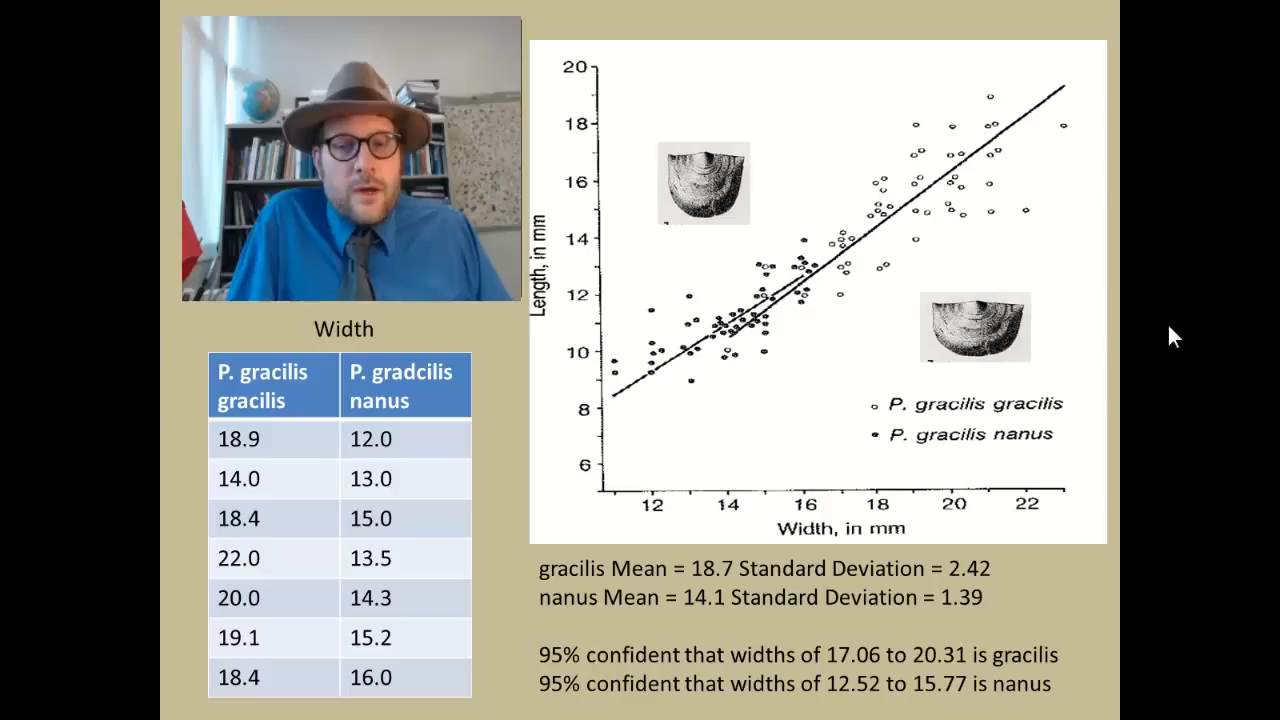 Width
P. gracilis gracilis P. gradcilis nanus
18.9 12.0
14.0 13.0
18.4 15.0
22.0 13.5
20.0 14.3
19.1 15.2
18.4 16.0
20
18
16
14
12
10
8
6
Length, in mm
P. gracilis gracilis
P. gracilis nanus
12 14 16 18 20 22
Width, in mm
gracilis Mean = 18.7 Standard Deviation = 2.42
nanus Mean = 14.1 Standard Deviation = 1.39
95% confident that widths of 17.06 to 20.31 is gracilis
95% confident that widths of 12.52 to 15.77 is nanus